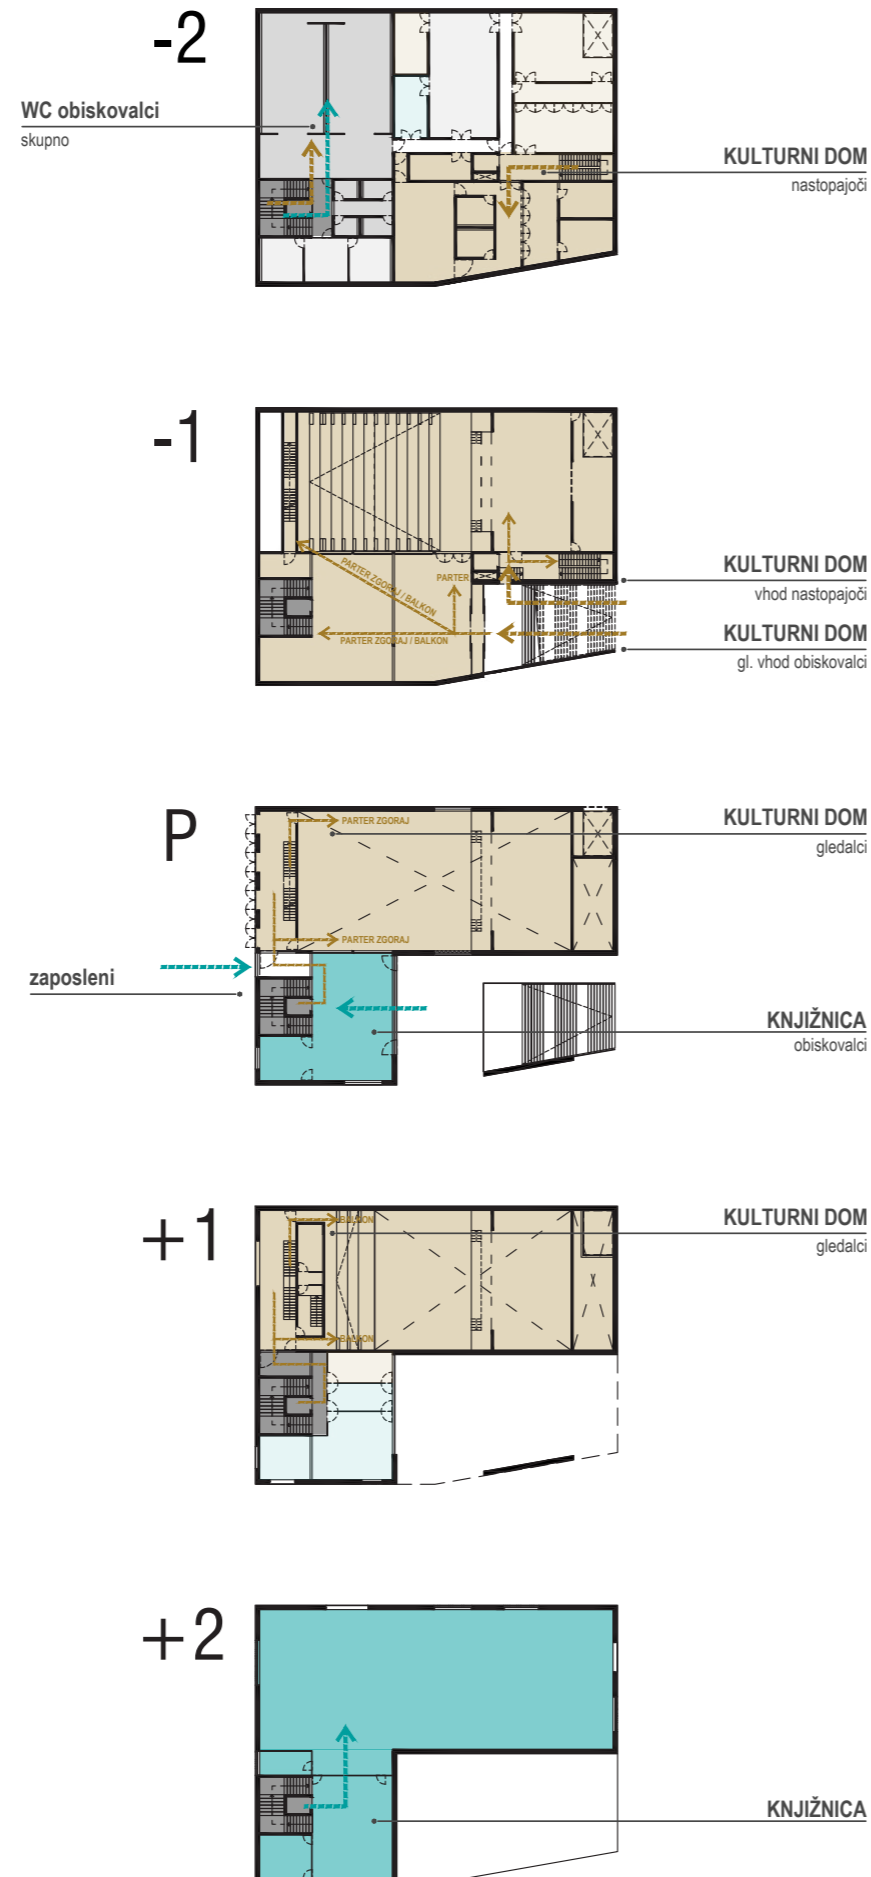 -2
WC obiskovalci
skupno
KULTURNI DOM
nastopajoči
-1
PARTER ZGORAJ / BALKON
PARTER
PARTER ZGORAJ / BALKON
KULTURNI DOM
vhod nastopajoči
KULTURNI DOM
gl. vhod obiskovalci
P
PARTER ZGORAJ
KULTURNI DOM
gledalci
PARTER ZGORAJ
zaposleni
KNJIŽNICA
obiskovalci
+1
BALKON
KULTURNI DOM
gledalci
BALKON
+2
KNJIŽNICA